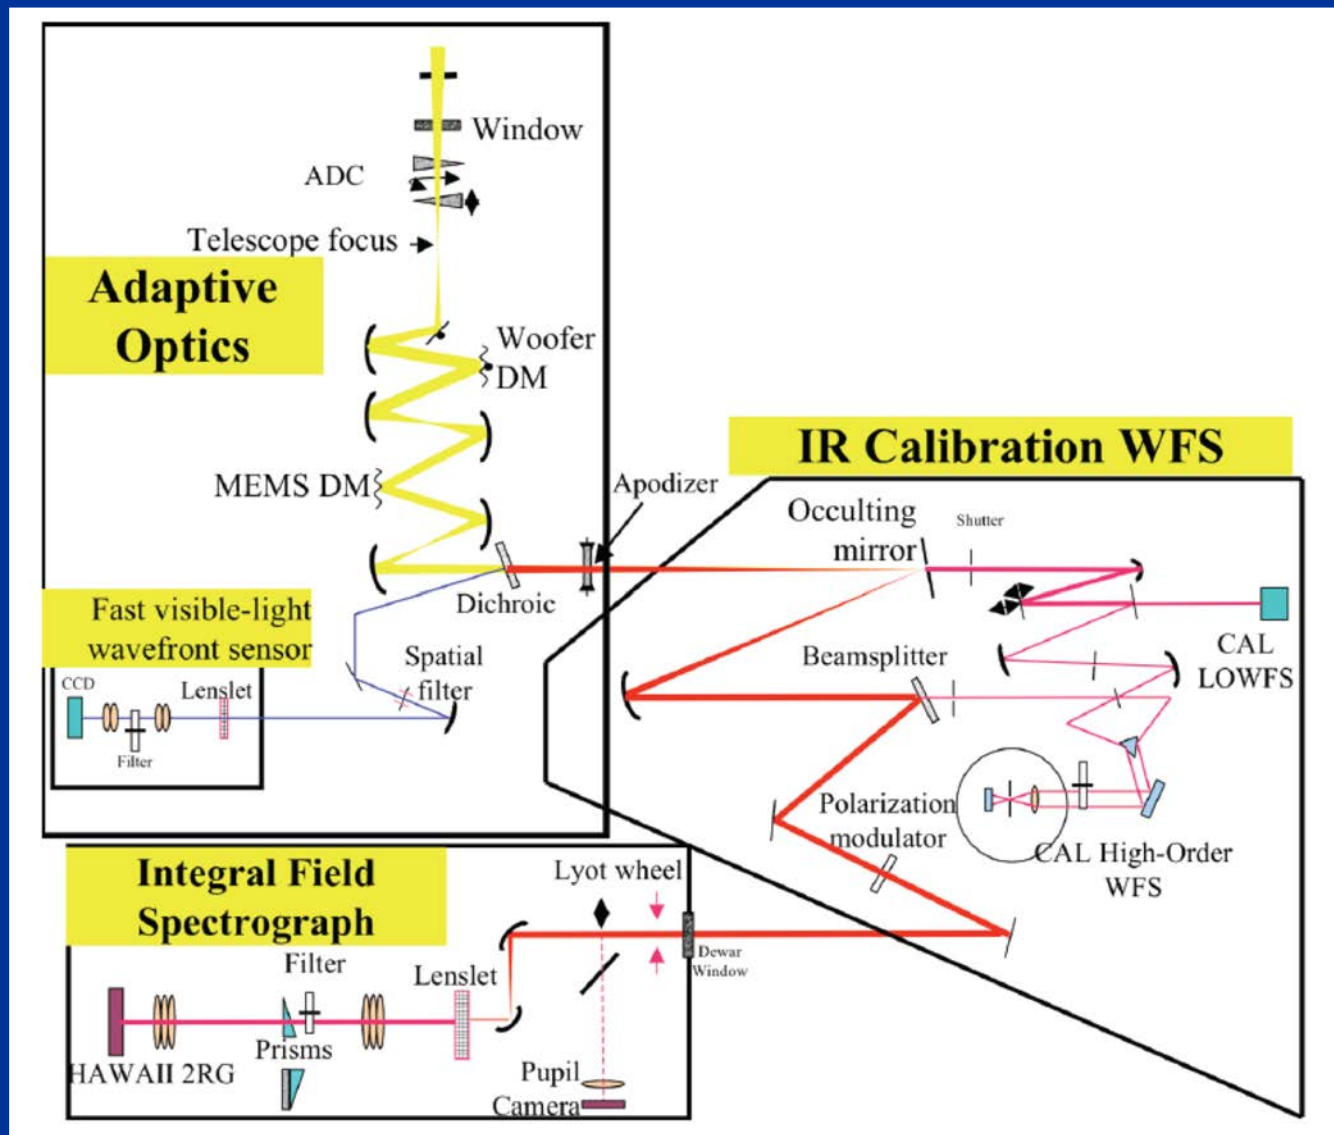 Window
ADC
Telescope focus
Adaptive
Optics
Woofer
DM
MEMS DM
Apodizer
Dichroic
Fast visible-light
wavefront sensor
Spatial
filter
CCD
Lenslet
Filter
IR Calibration WFS
Occulting
mirror
Shutter
CAL
LOWFS
Beamsplitter
Polarization
modulator
CAL High-Order
WFS
Integral Field
Spectrograph
Lyot wheel
Dewar
Window
Filter
Lenslet
Prisms
HAWAII 2RG
Pupil
Camera